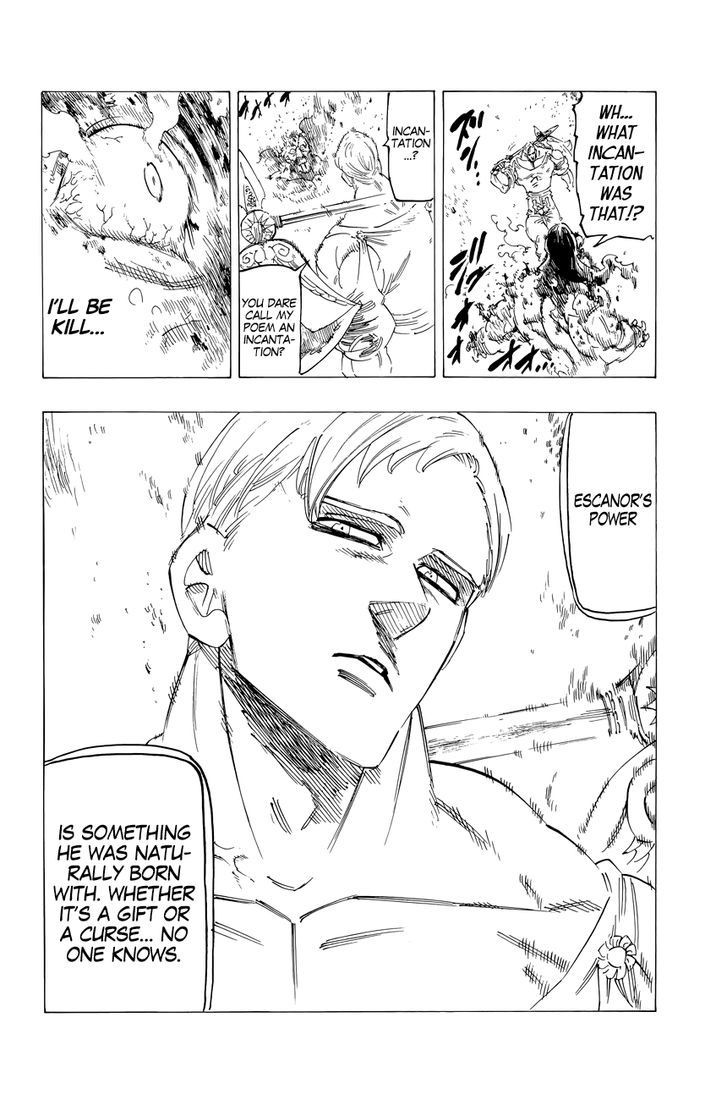 WH...
WHAT
INCAN-
TATION
WAS
THAT!?
INCAN-
TATION
...?
YOU DARE
CALL MY
POEM AN
INCANTA-
TION?
I'LL BE
KILL...
ESCANOR'S
POWER
IS SOMETHING
HE WAS NATU-
RALLY BORN
WITH. WHETHER
IT'S A GIFT OR
A CURSE... NO
ONE KNOWS.